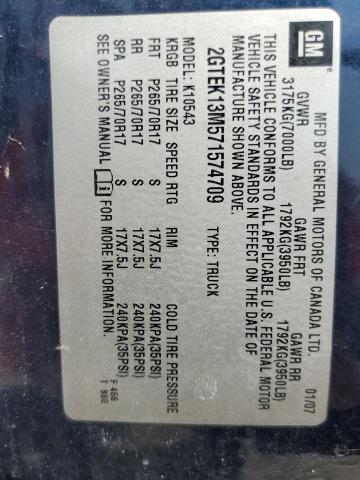 GM
MFD BY GENERAL MOTORS OF CANADA LTD. 01/07
GVWR GAWR FRT GAWR RR
3175KG(7000LB) 1792KG(3950LB) 1792KG(3950LB)
THIS VEHICLE CONFORMS TO ALL APPLICABLE U.S. FEDERAL MOTOR
VEHICLE SAFETY STANDARDS IN EFFECT ON THE DATE OF
MANUFACTURE SHOWN ABOVE.
2GTEK13M571574709 TYPE: TRUCK
K10543
KRGB TIRE SIZE SPEED RTG RIM COLD TIRE PRESSURE
FRT P265/70R17 S 17X7.5J 240KPA(35PSI)
RR P265/70R17 S 17X7.5J 240KPA(35PSI)
SPA P265/70R17 S 17X7.5J 240KPA(35PSI)
SEE OWNER'S MANUAL i FOR MORE INFORMATION.
F 466